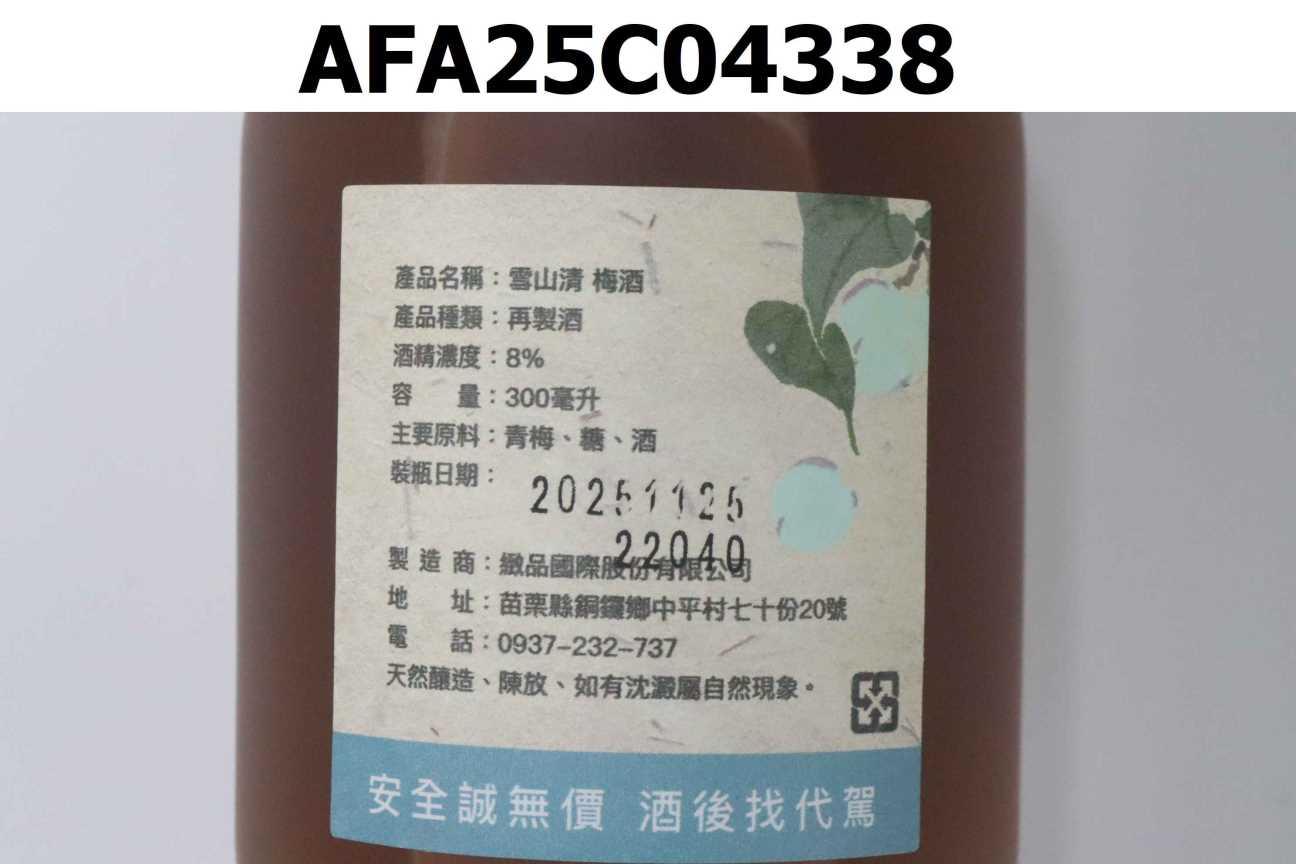 AFA25C04338
產品名稱：雪山清 梅酒
產品種類：再製酒
酒精濃度：8%
容　　量：300毫升
主要原料：青梅、糖、酒
裝瓶日期：
20251125
22040
製 造 商：緻品國際股份有限公司
地　　址：苗栗縣銅鑼鄉中平村七十份20號
電　　話：0937-232-737
天然釀造、陳放、如有沈澱屬自然現象。
安全誠無價 酒後找代駕